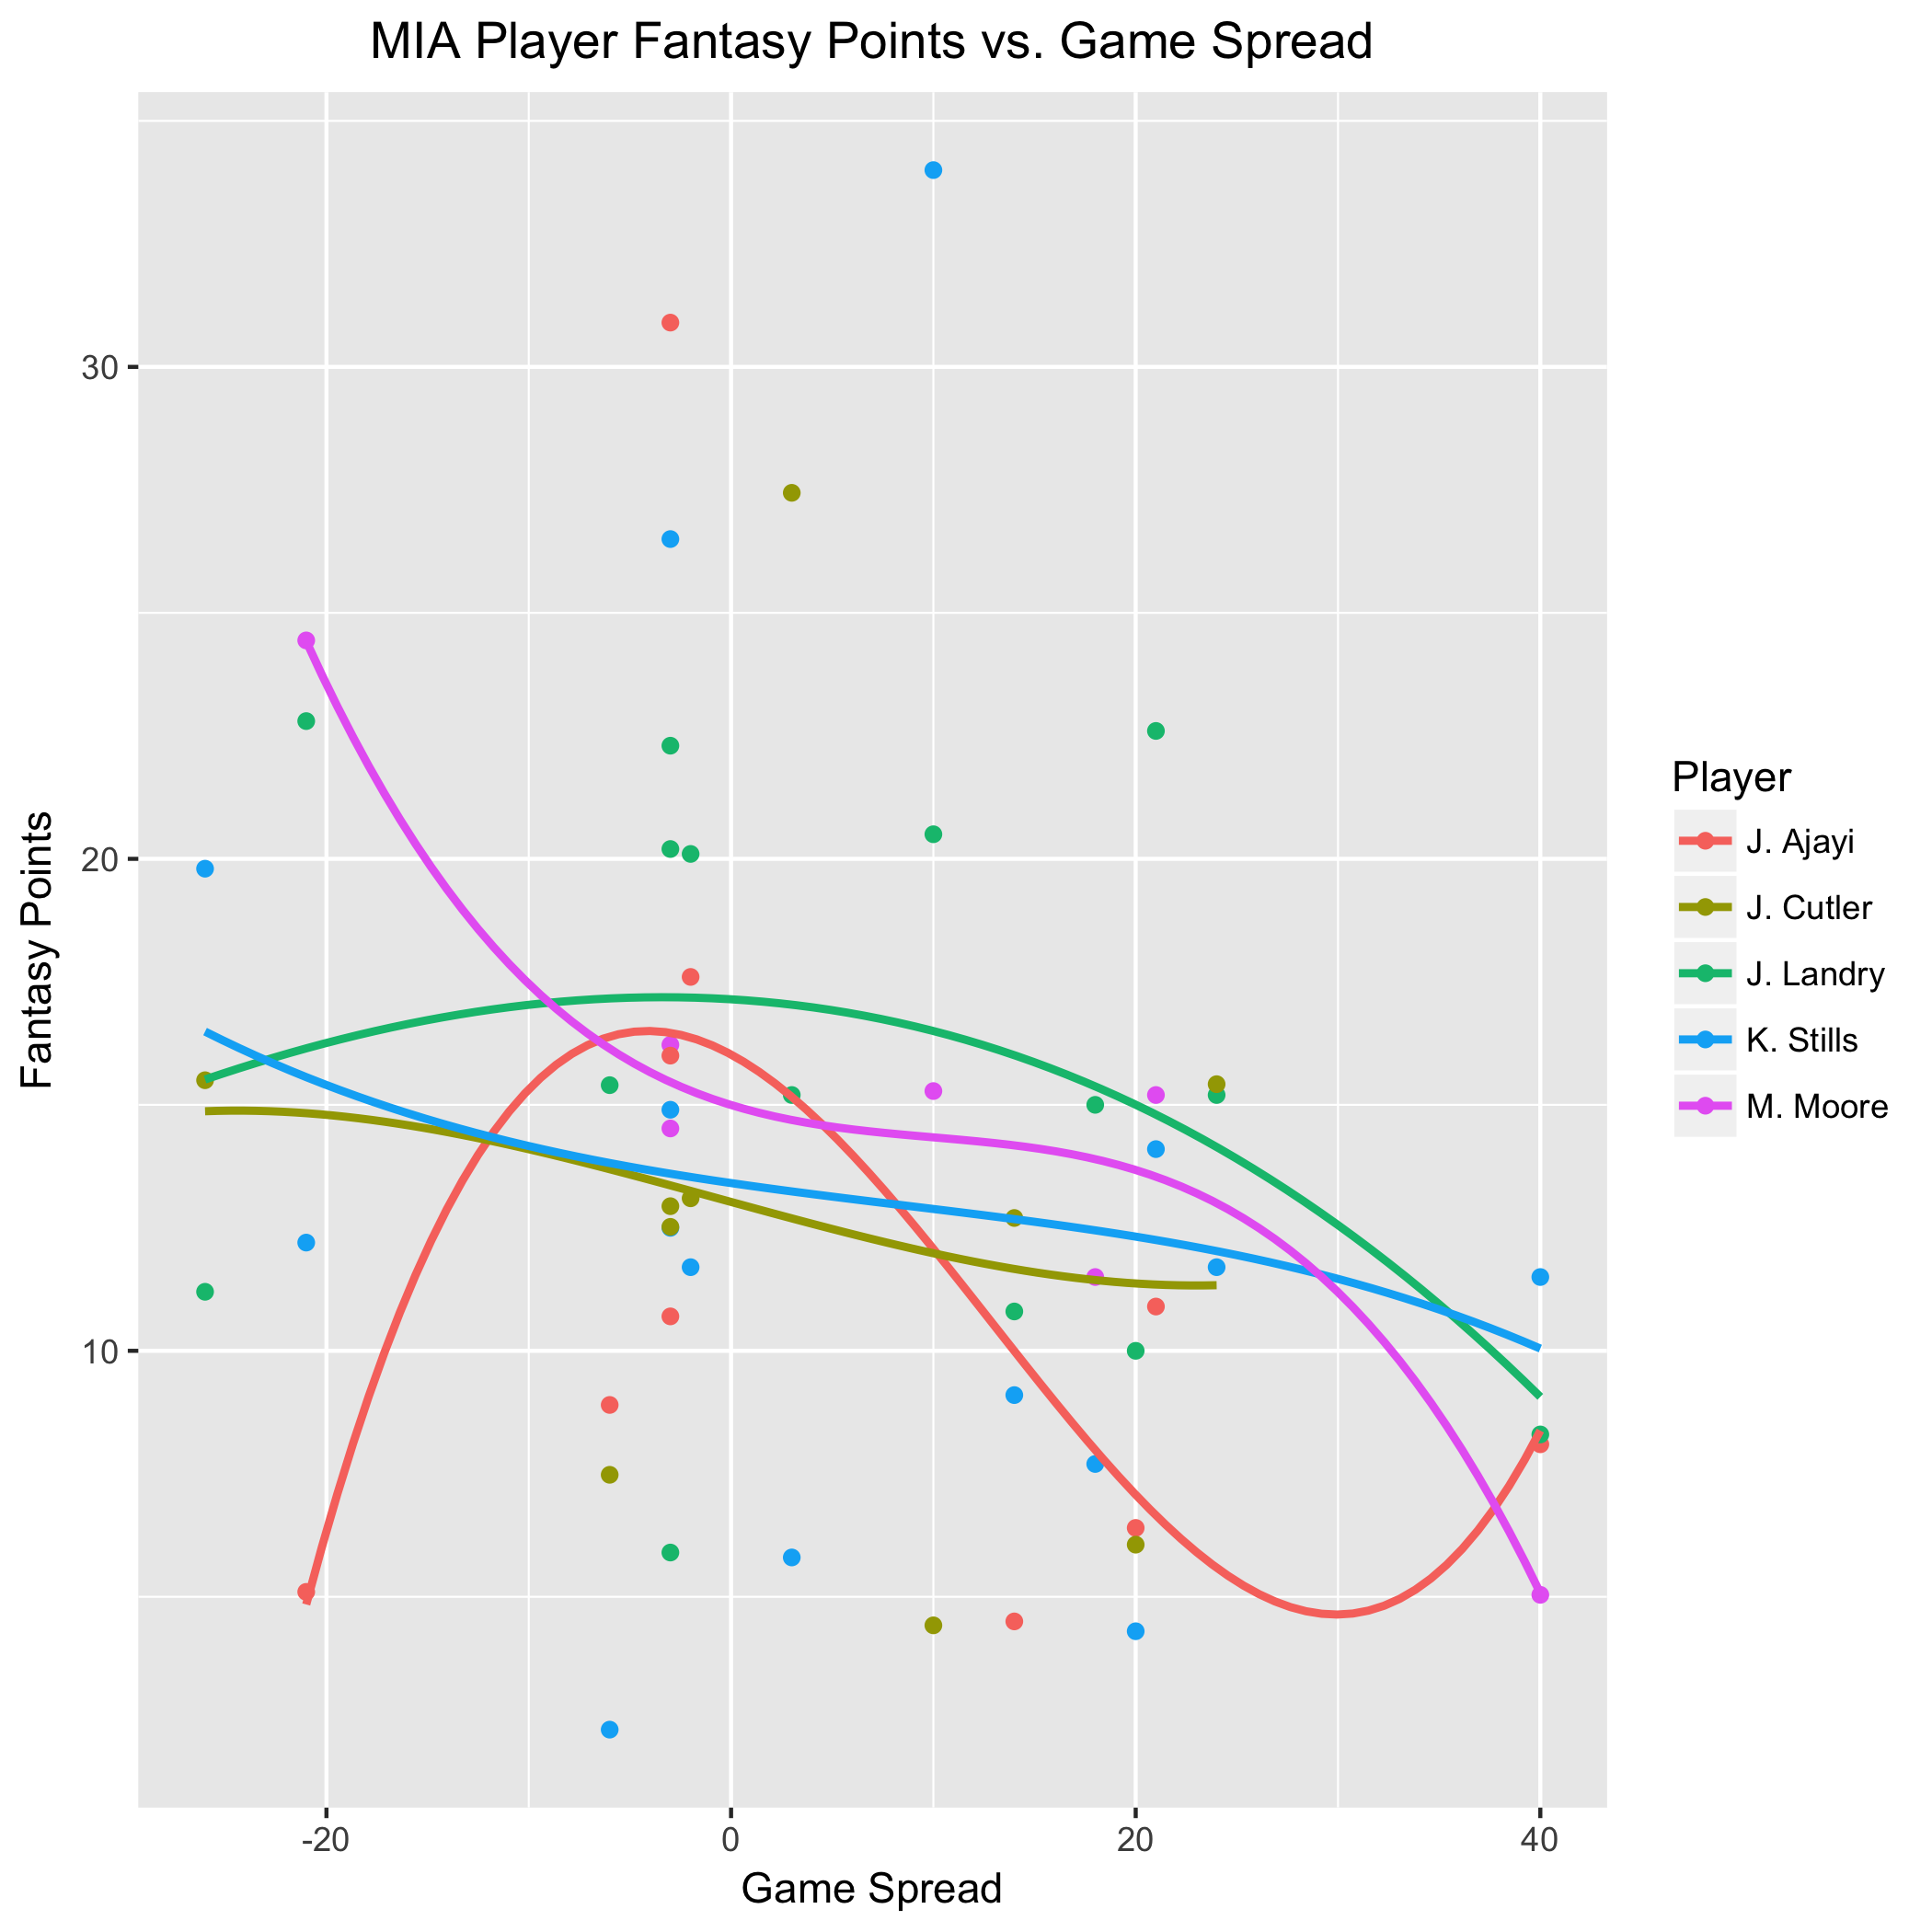 MIA Player Fantasy Points vs. Game Spread
30
20
10
Fantasy Points
-20 0 20 40
Game Spread
Player
J. Ajayi
J. Cutler
J. Landry
K. Stills
M. Moore